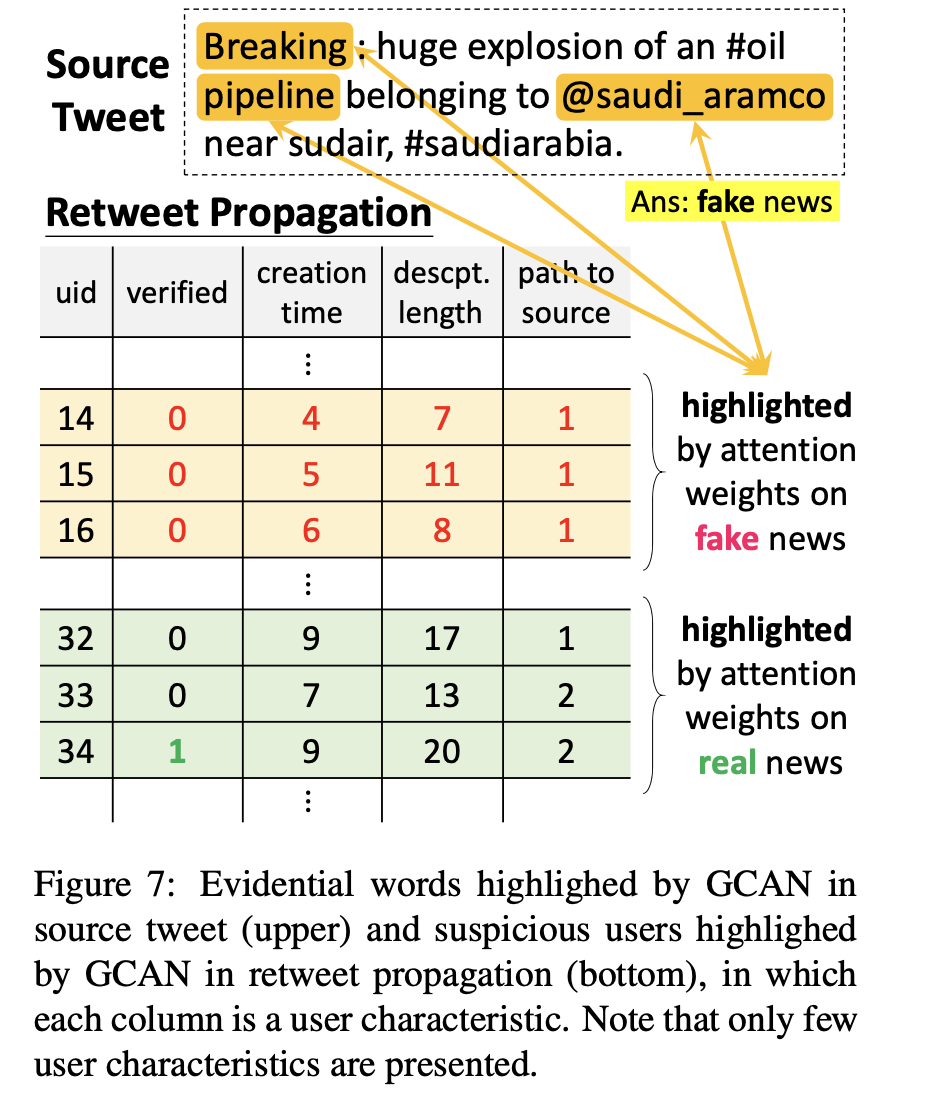 Source
Tweet
Breaking : huge explosion of an #oil
pipeline belonging to @saudi_aramco
near sudair, #saudiarabia.
Ans: fake news
Retweet Propagation
uid verified creation time descpt. length path to source
⋮
14 0 4 7 1
15 0 5 11 1
16 0 6 8 1
⋮
32 0 9 17 1
33 0 7 13 2
34 1 9 20 2
⋮
highlighted
by attention
weights on
fake news
highlighted
by attention
weights on
real news
Figure 7: Evidential words highlighed by GCAN in
source tweet (upper) and suspicious users highlighed
by GCAN in retweet propagation (bottom), in which
each column is a user characteristic. Note that only few
user characteristics are presented.